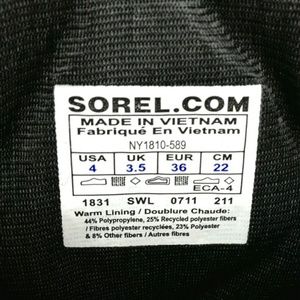 SOREL.COM
MADE IN VIETNAM
Fabriqué En Vietnam
NY1810-589
USA UK EUR CM
4 3.5 36 22
ECA-4
1831 SWL 0711 211
Warm Lining / Doublure Chaude:
44% Polypropylene, 25% Recycled polyester fibers
/ Fibres polyester recyclées, 23% Polyester
& 8% Other fibers / Autres fibres